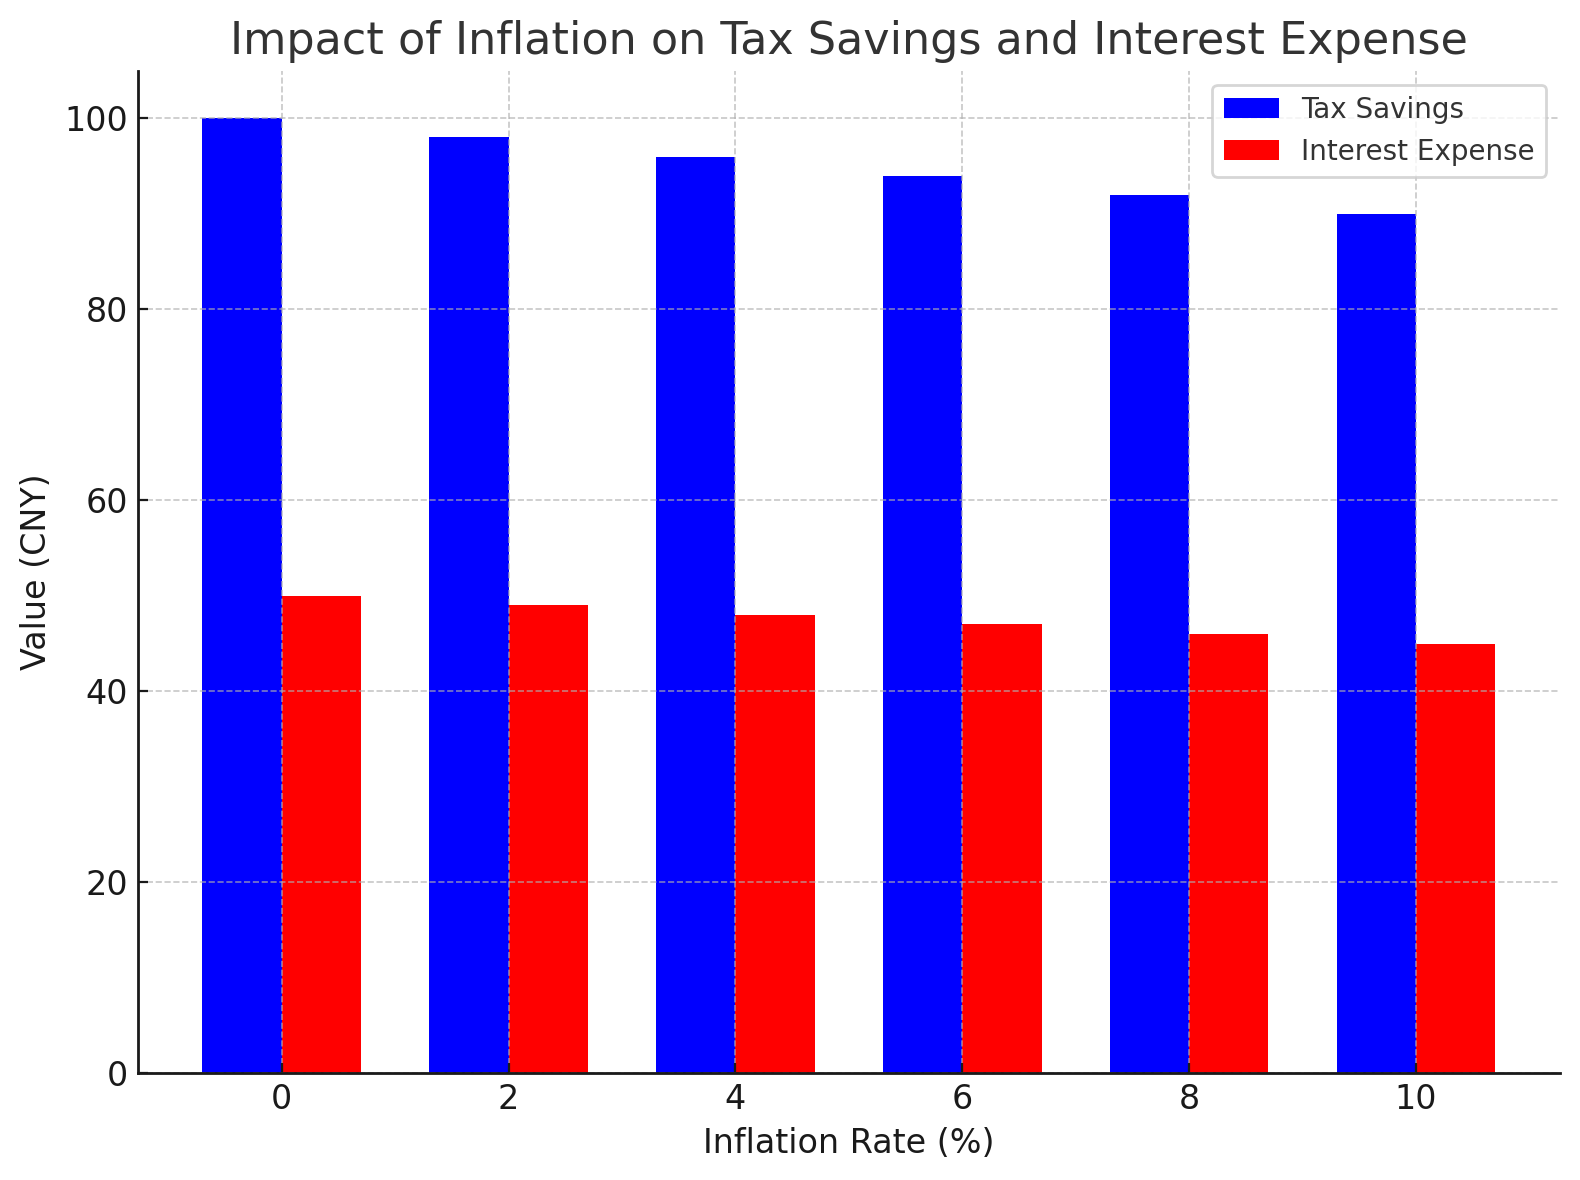 Impact of Inflation on Tax Savings and Interest Expense
Tax Savings
Interest Expense
100
80
60
40
20
0
Value (CNY)
0 2 4 6 8 10
Inflation Rate (%)